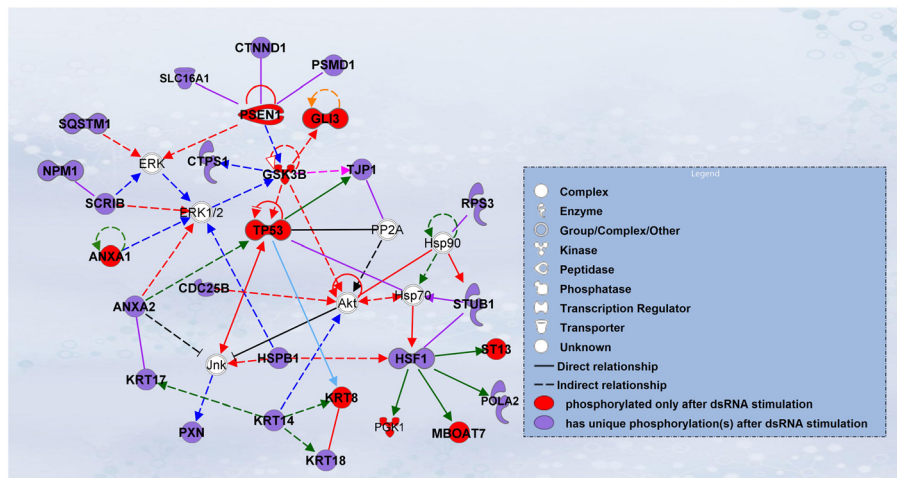 CTNND1
SLC16A1
PSMD1
PSEN1
GLI3
SQSTM1
ERK
CTPS1
GSK3B
TJP1
NPM1
SCRIB
ERK1/2
RPS3
TP53
PP2A
Hsp90
ANXA1
CDC25B
Akt
Hsp70
STUB1
ANXA2
Jnk
HSPB1
HSF1
ST13
KRT17
KRT8
POLA2
PXN
KRT14
PGK1
MBOAT7
KRT18
Legend
Complex
Enzyme
Group/Complex/Other
Kinase
Peptidase
Phosphatase
Transcription Regulator
Transporter
Unknown
Direct relationship
Indirect relationship
phosphorylated only after dsRNA stimulation
has unique phosphorylation(s) after dsRNA stimulation